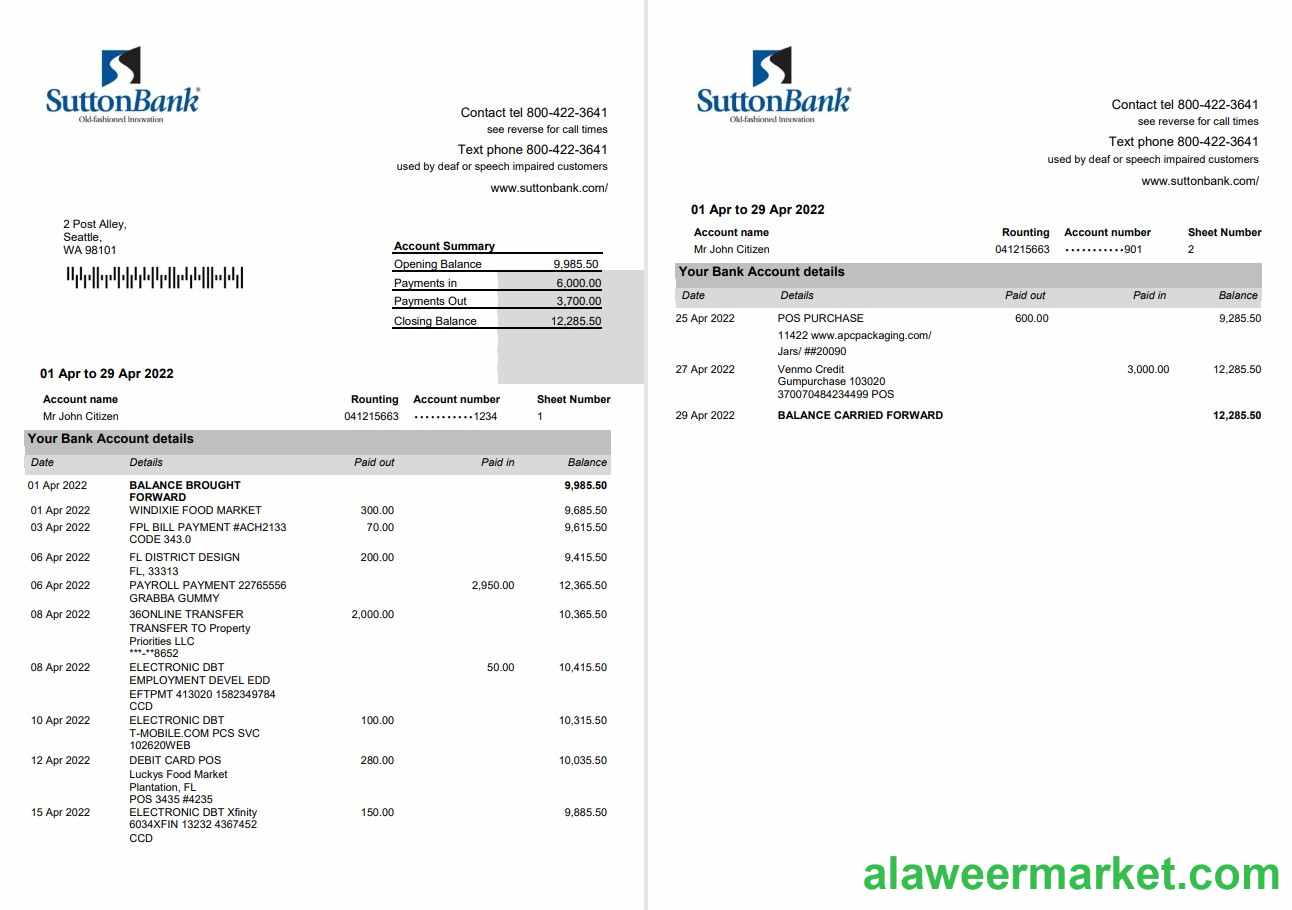 SuttonBank®
Old-fashioned Innovation
Contact tel 800-422-3641
see reverse for call times
Text phone 800-422-3641
used by deaf or speech impaired customers
www.suttonbank.com/
2 Post Alley,
Seattle,
WA 98101
Account Summary
Opening Balance 9,985.50
Payments in 6,000.00
Payments Out 3,700.00
Closing Balance 12,285.50
01 Apr to 29 Apr 2022
Account name Rounting Account number Sheet Number
Mr John Citizen 041215663 ···········1234 1
Your Bank Account details
Date Details Paid out Paid in Balance
01 Apr 2022 BALANCE BROUGHT 9,985.50
FORWARD
01 Apr 2022 WINDIXIE FOOD MARKET 300.00 9,685.50
03 Apr 2022 FPL BILL PAYMENT #ACH2133 70.00 9,615.50
CODE 343.0
06 Apr 2022 FL DISTRICT DESIGN 200.00 9,415.50
FL, 33313
06 Apr 2022 PAYROLL PAYMENT 22765556 2,950.00 12,365.50
GRABBA GUMMY
08 Apr 2022 36ONLINE TRANSFER 2,000.00 10,365.50
TRANSFER TO Property
Priorities LLC
***-**8652
08 Apr 2022 ELECTRONIC DBT 50.00 10,415.50
EMPLOYMENT DEVEL EDD
EFTPMT 413020 1582349784
CCD
10 Apr 2022 ELECTRONIC DBT 100.00 10,315.50
T-MOBILE.COM PCS SVC
102620WEB
12 Apr 2022 DEBIT CARD POS 280.00 10,035.50
Luckys Food Market
Plantation, FL
POS 3435 #4235
15 Apr 2022 ELECTRONIC DBT Xfinity 150.00 9,885.50
6034XFIN 13232 4367452
CCD
SuttonBank®
Old-fashioned Innovation
Contact tel 800-422-3641
see reverse for call times
Text phone 800-422-3641
used by deaf or speech impaired customers
www.suttonbank.com/
01 Apr to 29 Apr 2022
Account name Rounting Account number Sheet Number
Mr John Citizen 041215663 ···········901 2
Your Bank Account details
Date Details Paid out Paid in Balance
25 Apr 2022 POS PURCHASE 600.00 9,285.50
11422 www.apcpackaging.com/
Jars/ ##20090
27 Apr 2022 Venmo Credit 3,000.00 12,285.50
Gumpurchase 103020
370070484234499 POS
29 Apr 2022 BALANCE CARRIED FORWARD 12,285.50
alaweermarket.com